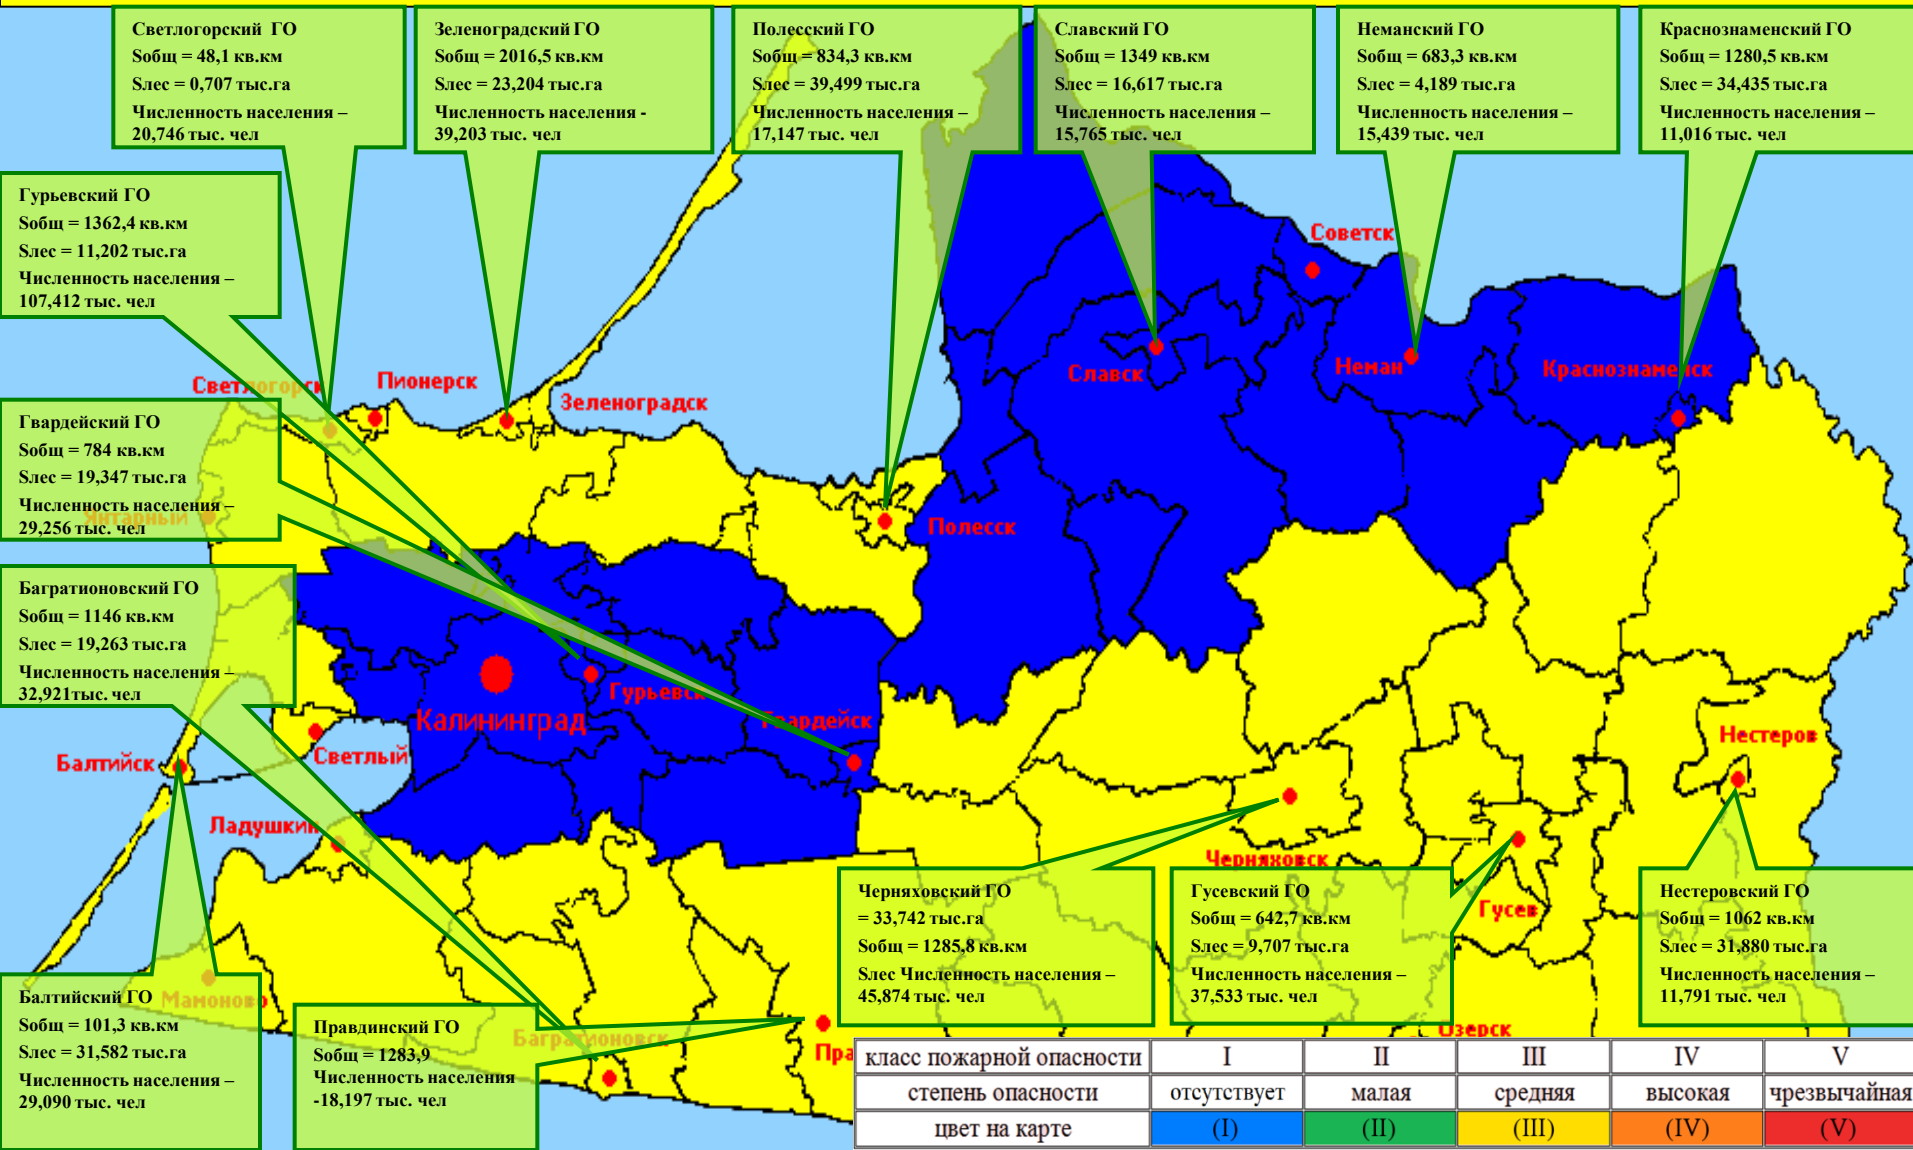 Светлогорский ГО
Sобщ = 48,1 кв.км
Sлес = 0,707 тыс.га
Численность населения –
20,746 тыс. чел
Зеленоградский ГО
Sобщ = 2016,5 кв.км
Sлес = 23,204 тыс.га
Численность населения -
39,203 тыс. чел
Полесский ГО
Sобщ = 834,3 кв.км
Sлес = 39,499 тыс.га
Численность населения –
17,147 тыс. чел
Славский ГО
Sобщ = 1349 кв.км
Sлес = 16,617 тыс.га
Численность населения –
15,765 тыс. чел
Неманский ГО
Sобщ = 683,3 кв.км
Sлес = 4,189 тыс.га
Численность населения –
15,439 тыс. чел
Краснознаменский ГО
Sобщ = 1280,5 кв.км
Sлес = 34,435 тыс.га
Численность населения –
11,016 тыс. чел
Гурьевский ГО
Sобщ = 1362,4 кв.км
Sлес = 11,202 тыс.га
Численность населения –
107,412 тыс. чел
Советск
Славск
Неман
Краснознаменск
Светлогорск
Пионерск
Зеленоградск
Гвардейский ГО
Sобщ = 784 кв.км
Sлес = 19,347 тыс.га
Численность населения –
29,256 тыс. чел
Янтарный
Полесск
Багратионовский ГО
Sобщ = 1146 кв.км
Sлес = 19,263 тыс.га
Численность населения –
32,921тыс. чел
Гурьевск
Калининград
Гвардейск
Нестеров
Балтийск
Светлый
Ладушкин
Черняховск
Гусев
Черняховский ГО
= 33,742 тыс.га
Sобщ = 1285,8 кв.км
Sлес Численность населения –
45,874 тыс. чел
Гусевский ГО
Sобщ = 642,7 кв.км
Sлес = 9,707 тыс.га
Численность населения –
37,533 тыс. чел
Нестеровский ГО
Sобщ = 1062 кв.км
Sлес = 31,880 тыс.га
Численность населения –
11,791 тыс. чел
Балтийский ГО
Sобщ = 101,3 кв.км
Sлес = 31,582 тыс.га
Численность населения –
29,090 тыс. чел
Мамоново
Правдинский ГО
Sобщ = 1283,9
Численность населения
-18,197 тыс. чел
Багратионовск
Пра
Озерск
класс пожарной опасности I II III IV V
степень опасности отсутствует малая средняя высокая чрезвычайная
цвет на карте (I) (II) (III) (IV) (V)